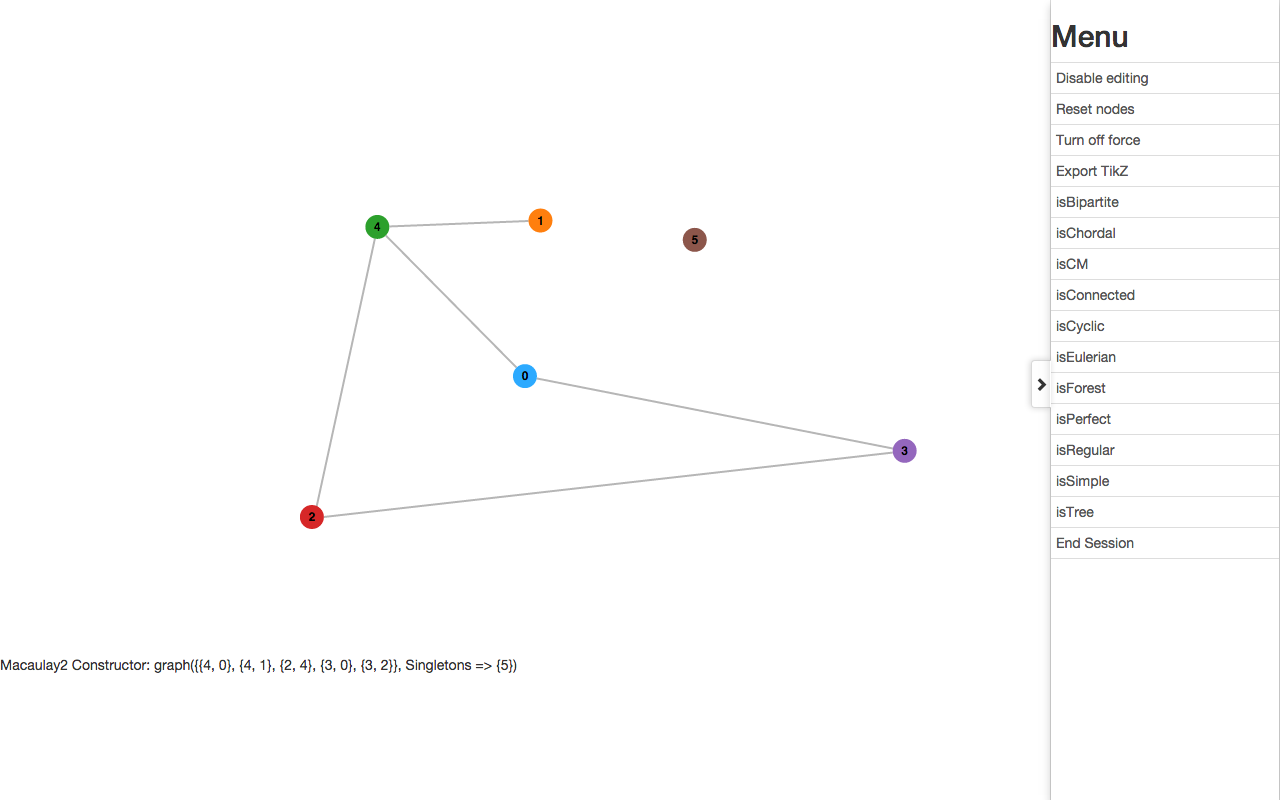 Menu
Disable editing
Reset nodes
Turn off force
Export TikZ
isBipartite
isChordal
isCM
isConnected
isCyclic
isEulerian
isForest
isPerfect
isRegular
isSimple
isTree
End Session
4
1
5
0
3
2
Macaulay2 Constructor: graph({{4, 0}, {4, 1}, {2, 4}, {3, 0}, {3, 2}}, Singletons => {5})